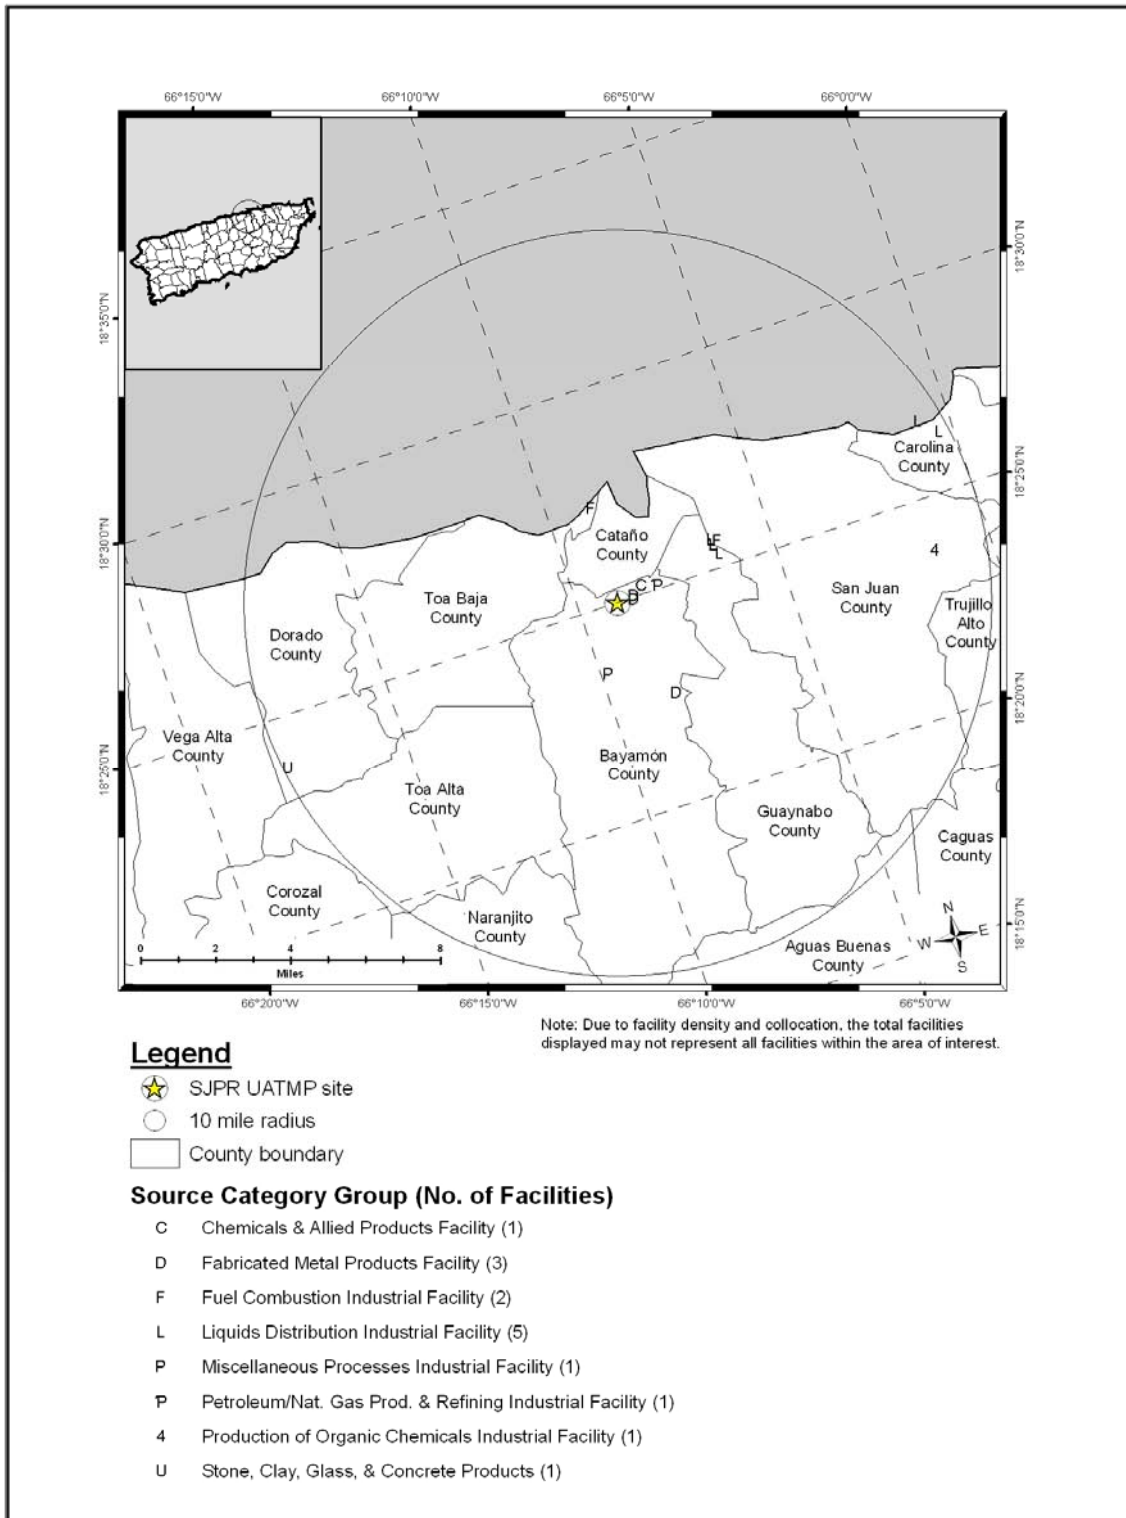 66°15'0"W
66°10'0"W
66°5'0"W
66°0'0"W
18°35'0"N
18°30'0"N
18°25'0"N
18°30'0"N
18°25'0"N
18°20'0"N
18°15'0"N
L
L
Carolina
County
F
Cataño
County
F
L
L
L
4
San Juan
County
Trujillo
Alto
County
C
P
D
D
Toa Baja
County
Dorado
County
P
D
Vega Alta
County
U
Bayamón
County
Toa Alta
County
Guaynabo
County
Caguas
County
Corozal
County
Naranjito
County
Aguas Buenas
County
N
W
E
S
0
2
4
6
8
Miles
66°20'0"W
66°15'0"W
66°10'0"W
66°5'0"W
Note: Due to facility density and collocation, the total facilities
displayed may not represent all facilities within the area of interest.
Legend
SJPR UATMP site
10 mile radius
County boundary
Source Category Group (No. of Facilities)
C Chemicals & Allied Products Facility (1)
D Fabricated Metal Products Facility (3)
F Fuel Combustion Industrial Facility (2)
L Liquids Distribution Industrial Facility (5)
P Miscellaneous Processes Industrial Facility (1)
P Petroleum/Nat. Gas Prod. & Refining Industrial Facility (1)
4 Production of Organic Chemicals Industrial Facility (1)
U Stone, Clay, Glass, & Concrete Products (1)